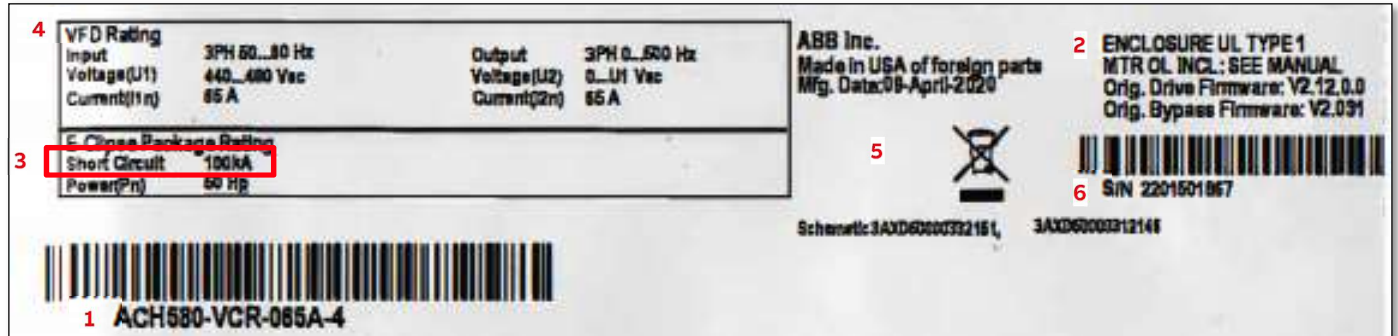 4
VFD Rating
Input 3PH 50...60 Hz Output 3PH 0...500 Hz
Voltage(U1) 440...480 Vac Voltage(U2) 0...U1 Vac
Current(I1n) 65 A Current(I2n) 65 A
E-Clipse Package Rating
3
Short Circuit 100kA
Power(Pn) 50 Hp
ABB Inc.
Made in USA of foreign parts
Mfg. Date:09-April-2020
5
2
ENCLOSURE UL TYPE 1
MTR OL INCL: SEE MANUAL
Orig. Drive Firmware: V2.12.0.0
Orig. Bypass Firmware: V2.031
6
S/N 2201501867
Schematic
1
ACH580-VCR-065A-4